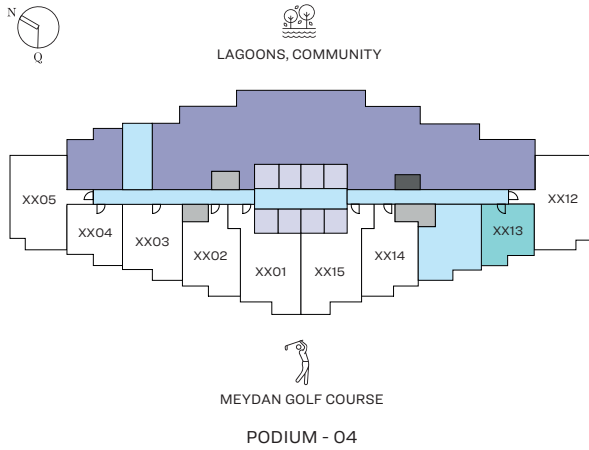 N
Q
LAGOONS, COMMUNITY
XX05
XX12
XX04
XX03
XX13
XX02
XX14
XX01
XX15
MEYDAN GOLF COURSE
PODIUM - 04